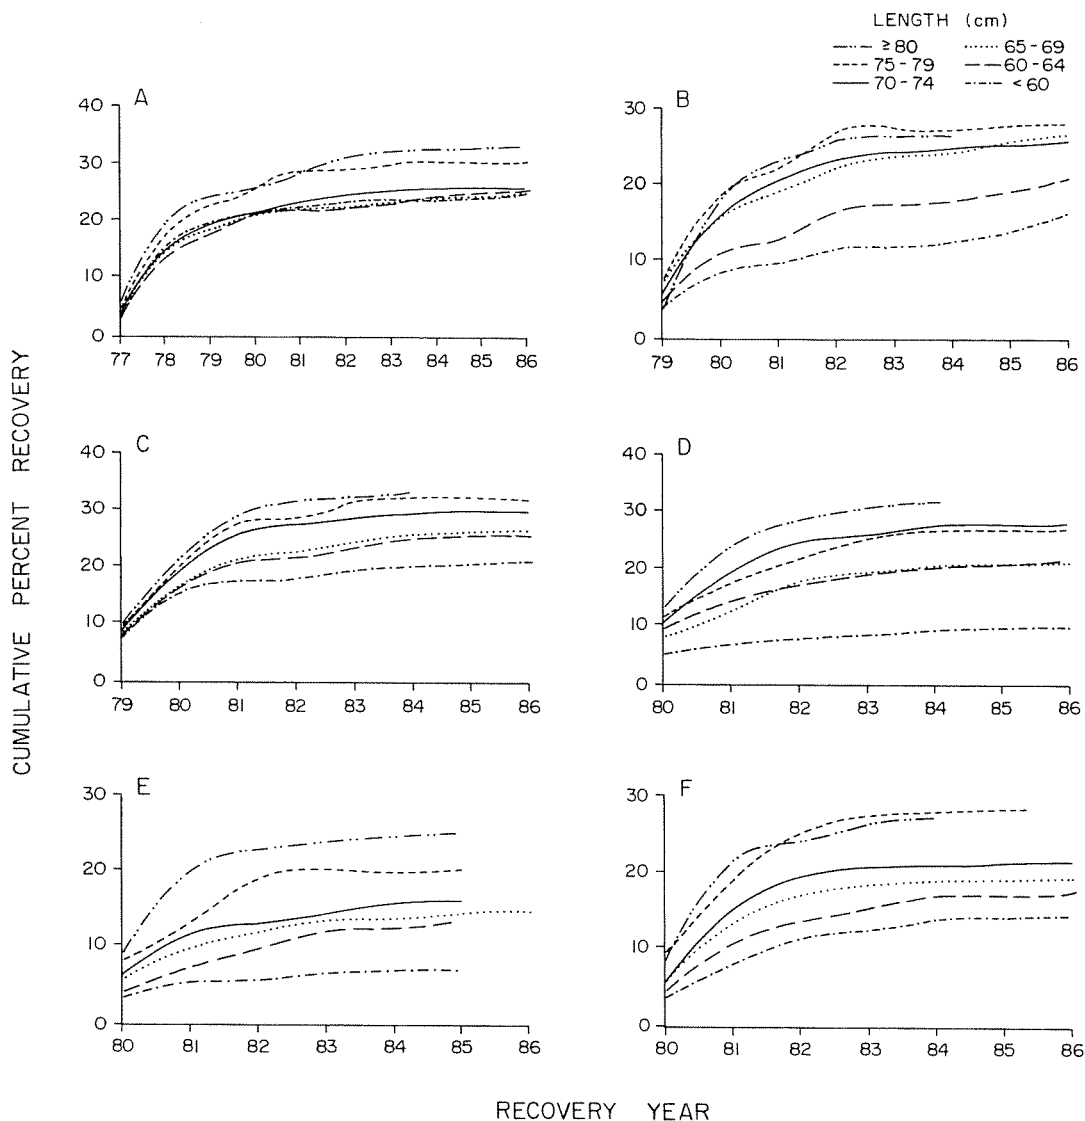 LENGTH (cm)
≥80 65-69
75-79 60-64
70-74 <60
CUMULATIVE PERCENT RECOVERY
A
40
30
20
10
0
77 78 79 80 81 82 83 84 85 86
B
30
20
10
0
79 80 81 82 83 84 85 86
C
40
30
20
10
0
79 80 81 82 83 84 85 86
D
40
30
20
10
0
80 81 82 83 84 85 86
E
30
20
10
0
80 81 82 83 84 85 86
F
30
20
10
0
80 81 82 83 84 85 86
RECOVERY YEAR